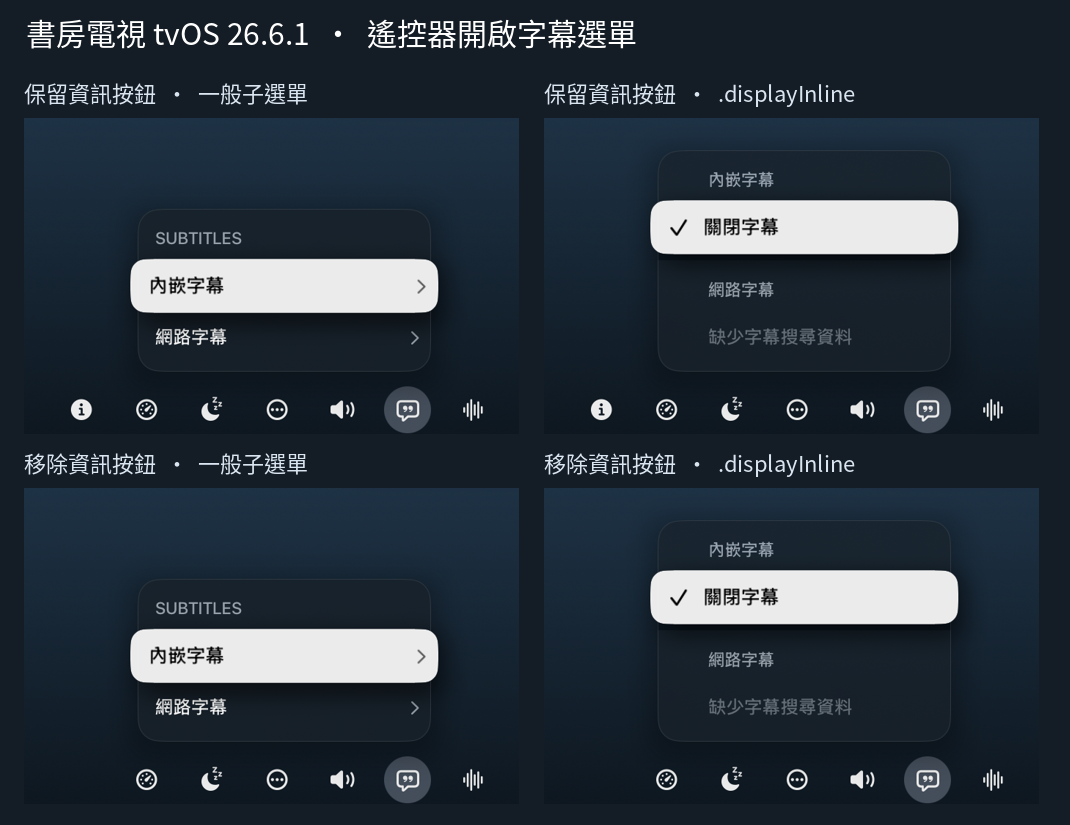 書房電視 tvOS 26.6.1 · 遙控器開啟字幕選單
保留資訊按鈕 · 一般子選單
SUBTITLES
內嵌字幕
網路字幕
保留資訊按鈕 · .displayInline
內嵌字幕
關閉字幕
網路字幕
缺少字幕搜尋資料
移除資訊按鈕 · 一般子選單
SUBTITLES
內嵌字幕
網路字幕
移除資訊按鈕 · .displayInline
內嵌字幕
關閉字幕
網路字幕
缺少字幕搜尋資料